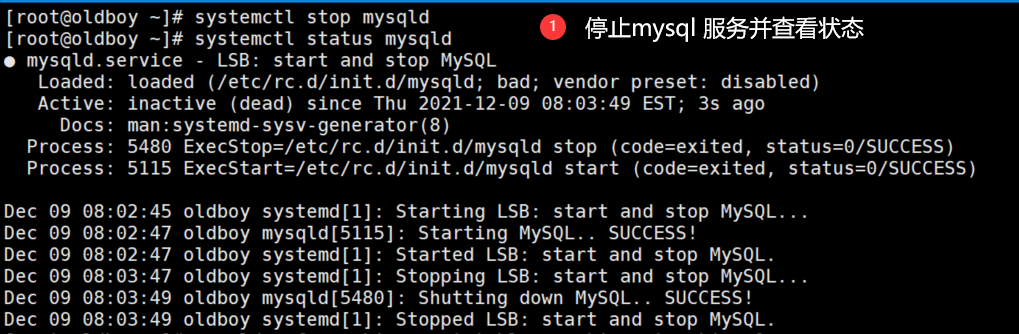 [root@oldboy ~]# systemctl stop mysqld
[root@oldboy ~]# systemctl status mysqld
1 停止mysql 服务并查看状态
● mysqld.service - LSB: start and stop MySQL
Loaded: loaded (/etc/rc.d/init.d/mysqld; bad; vendor preset: disabled)
Active: inactive (dead) since Thu 2021-12-09 08:03:49 EST; 3s ago
Docs: man:systemd-sysv-generator(8)
Process: 5480 ExecStop=/etc/rc.d/init.d/mysqld stop (code=exited, status=0/SUCCESS)
Process: 5115 ExecStart=/etc/rc.d/init.d/mysqld start (code=exited, status=0/SUCCESS)
Dec 09 08:02:45 oldboy systemd[1]: Starting LSB: start and stop MySQL...
Dec 09 08:02:47 oldboy mysqld[5115]: Starting MySQL.. SUCCESS!
Dec 09 08:02:47 oldboy systemd[1]: Started LSB: start and stop MySQL.
Dec 09 08:03:47 oldboy systemd[1]: Stopping LSB: start and stop MySQL...
Dec 09 08:03:49 oldboy mysqld[5480]: Shutting down MySQL.. SUCCESS!
Dec 09 08:03:49 oldboy systemd[1]: Stopped LSB: start and stop MySQL.